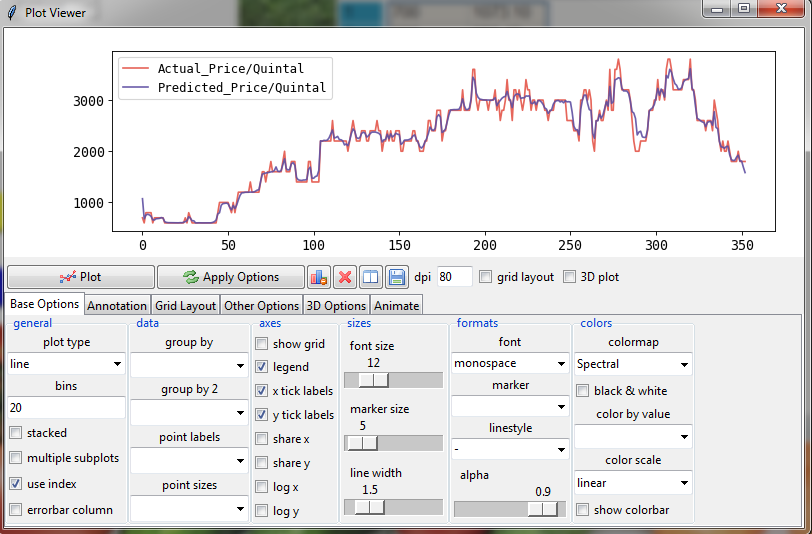 Plot Viewer
Actual_Price/Quintal
Predicted_Price/Quintal
3000
2000
1000
0 50 100 150 200 250 300 350
Plot Apply Options dpi 80 grid layout 3D plot
Base Options Annotation Grid Layout Other Options 3D Options Animate
general data axes sizes formats colors
plot type
line
bins
20
stacked
multiple subplots
use index
errorbar column
group by
group by 2
point labels
point sizes
show grid
legend
x tick labels
y tick labels
share x
share y
log x
log y
font size
12
marker size
5
line width
1.5
font
monospace
marker
linestyle
-
alpha
0.9
colormap
Spectral
black & white
color by value
color scale
linear
show colorbar